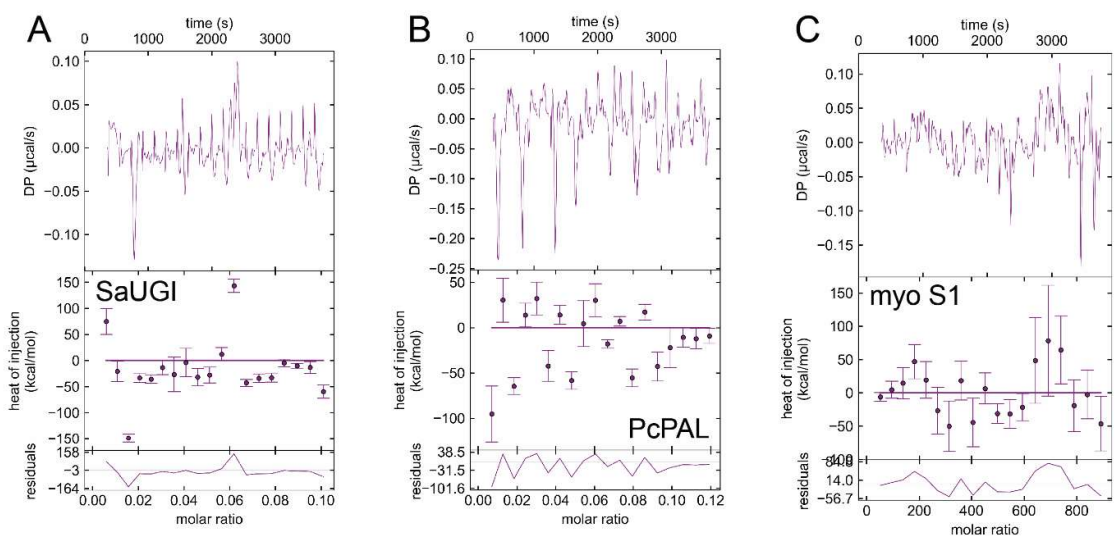 A
time (s)
0 1000 2000 3000
0.10
0.05
0.00
−0.05
−0.10
DP (μcal/s)
150
100
50
0
−50
−100
−150
heat of injection
(kcal/mol)
SaUGI
158
−3
−164
residuals
0.00 0.02 0.04 0.06 0.08 0.10
molar ratio
B
time (s)
0 1000 2000 3000
0.10
0.05
0.00
−0.05
−0.10
−0.15
−0.20
−0.25
DP (μcal/s)
50
0
−50
−100
heat of injection
(kcal/mol)
PcPAL
38.5
−31.5
−101.6
residuals
0.00 0.02 0.04 0.06 0.08 0.10 0.12
molar ratio
C
time (s)
0 1000 2000 3000
0.10
0.05
0.00
−0.05
−0.10
−0.15
DP (μcal/s)
myo S1
150
100
50
0
−50
−100
heat of injection
(kcal/mol)
84.8
14.0
−56.7
residuals
0 200 400 600 800
molar ratio